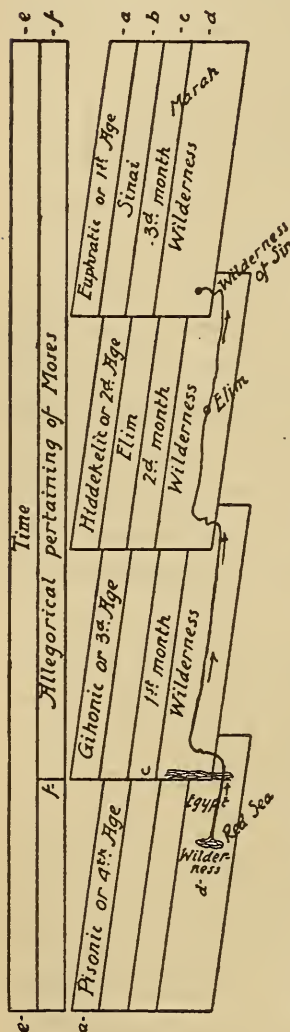 e-
Time
-e
f.
Allegorical pertaining of Moses
-f
a-
Pisonic or 4th Age
Wilder-
ness
d-
Red Sea
Egypt
c
Gihonic or 3d Age
1st month
Wilderness
Hiddekelic or 2d Age
Elim
2d month
Wilderness
Elim
Euphratic or 1st Age
Sinai
3d month
Wilderness
Marah
Wilderness
of Sin
-a
-b
-c
-d